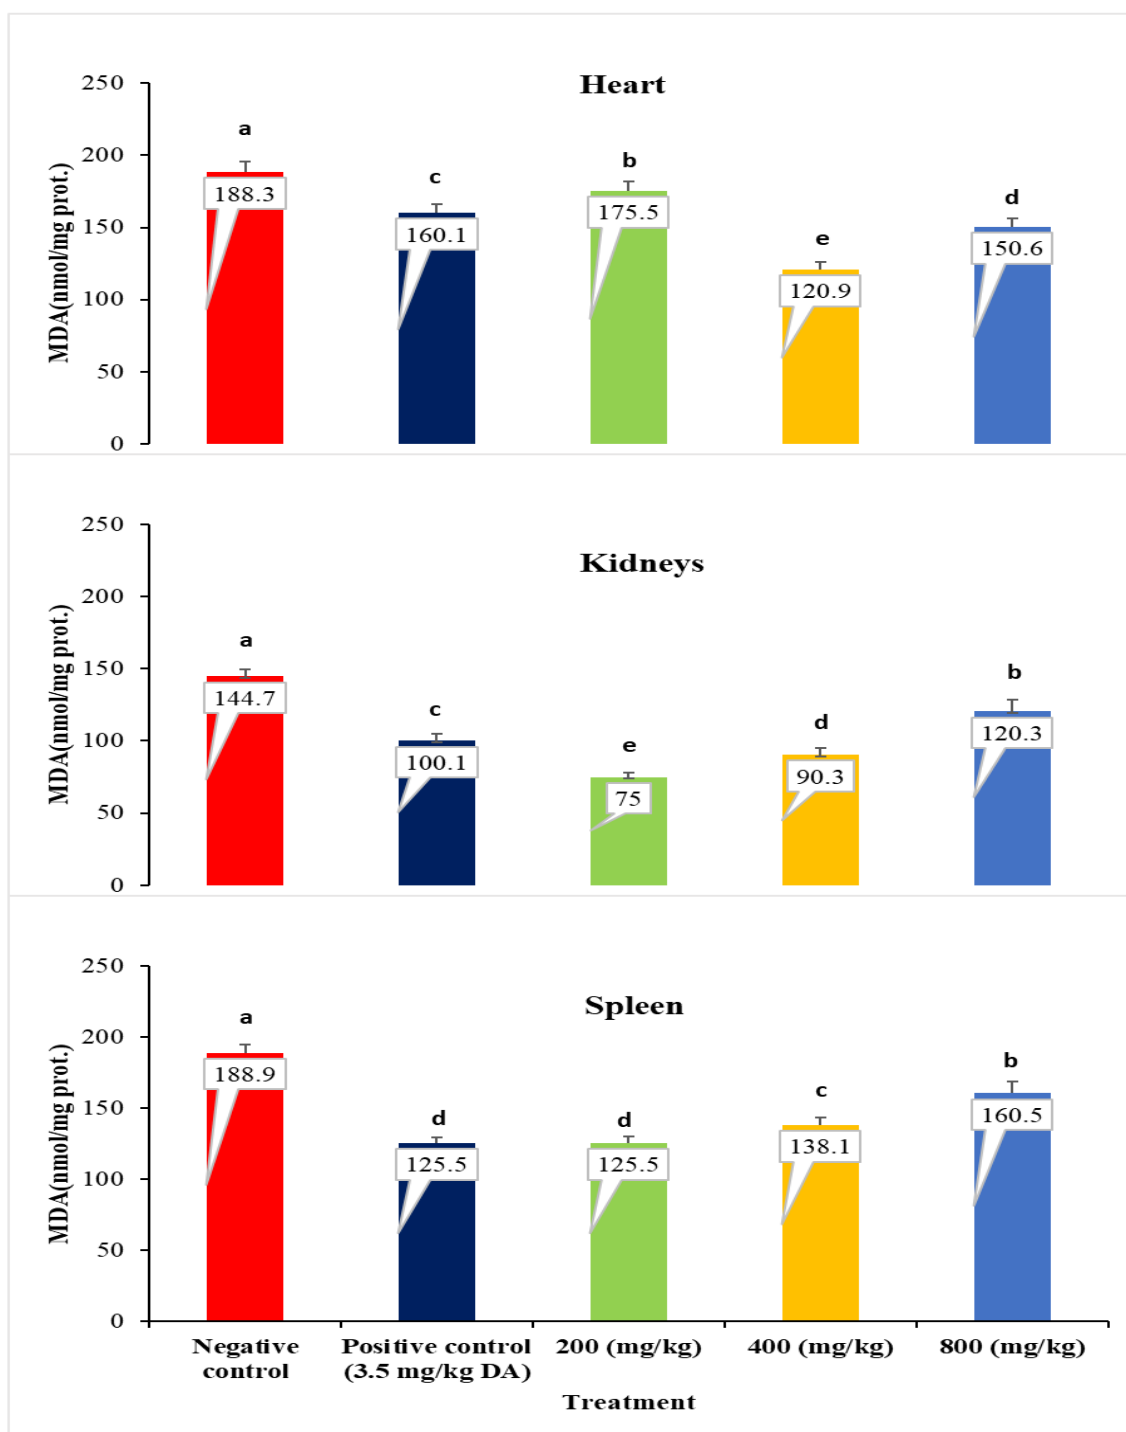 Heart
MDA(nmol/mg prot.)
250
200
150
100
50
0
a
c
b
e
d
188.3
160.1
175.5
120.9
150.6
Kidneys
MDA(nmol/mg prot.)
250
200
150
100
50
0
a
c
e
d
b
144.7
100.1
75
90.3
120.3
Spleen
MDA(nmol/mg prot.)
250
200
150
100
50
0
a
d
d
c
b
188.9
125.5
125.5
138.1
160.5
Negative
control
Positive control
(3.5 mg/kg DA)
200 (mg/kg)
400 (mg/kg)
800 (mg/kg)
Treatment